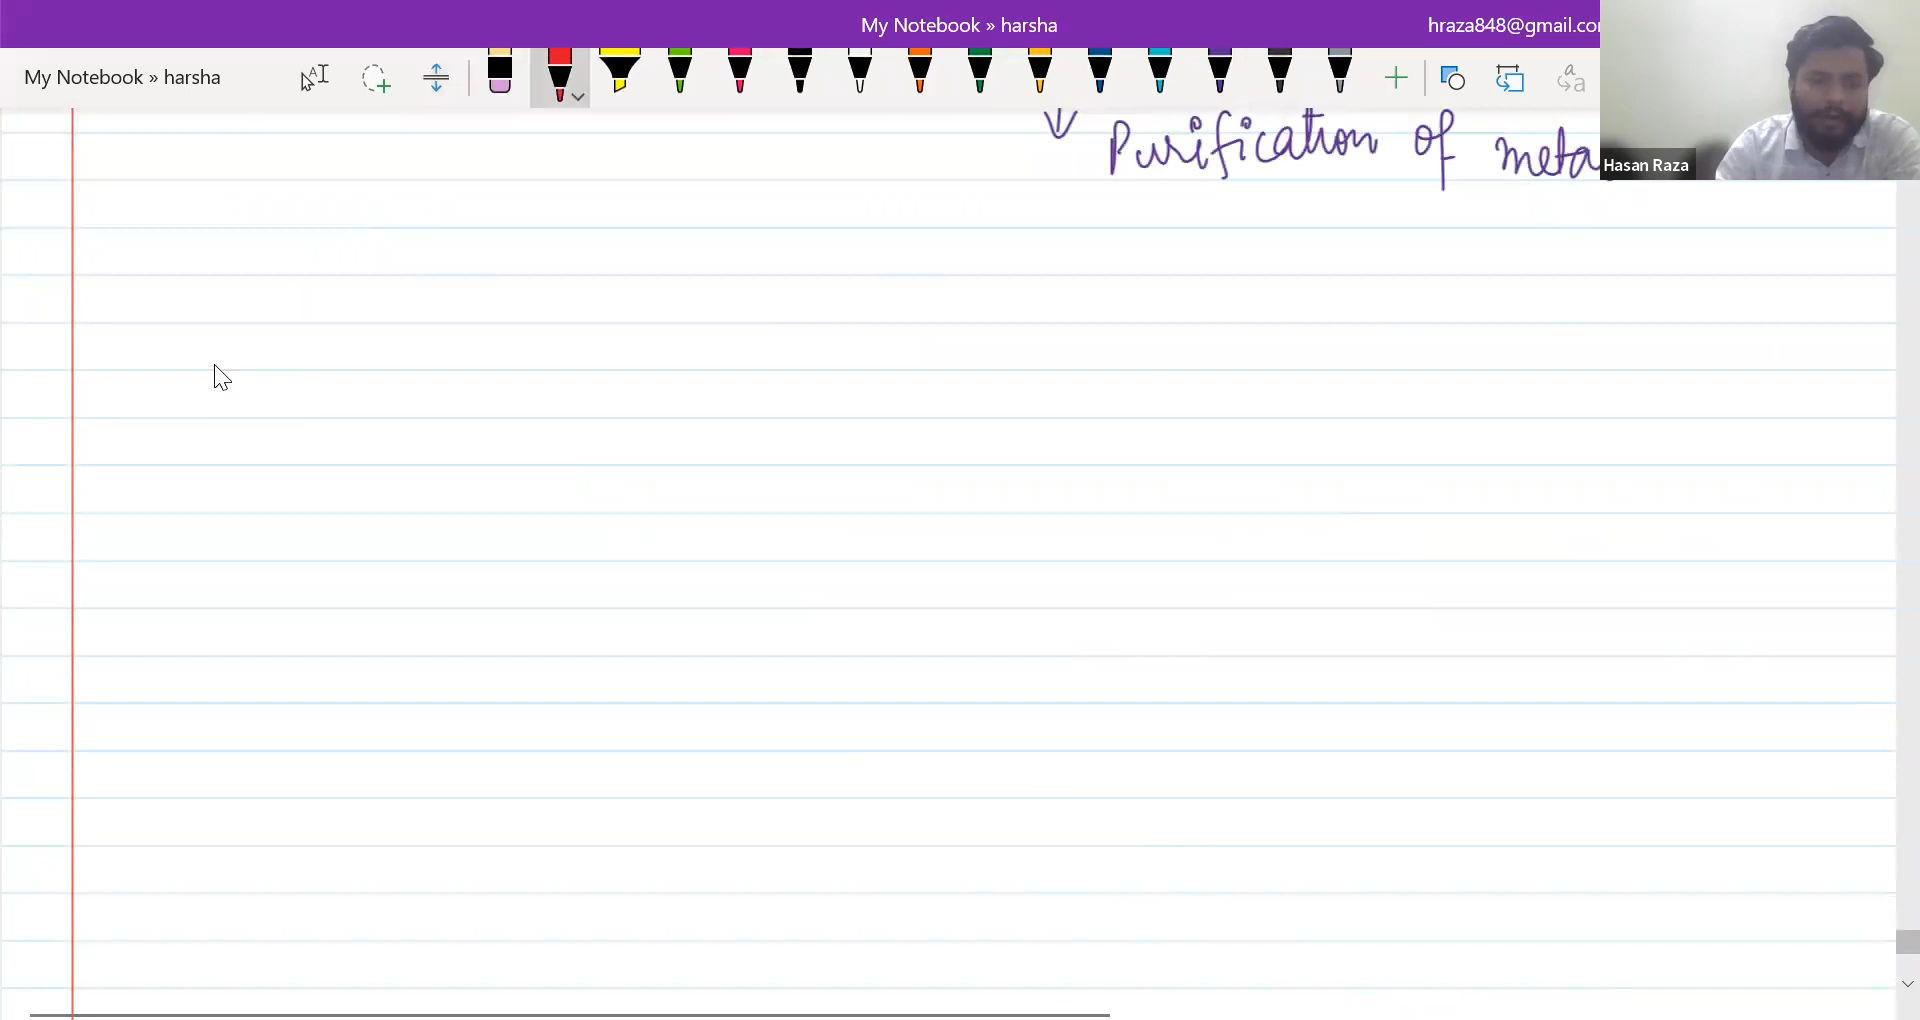 My Notebook » harsha
hraza848@gmail.co
My Notebook » harsha
Purification of meta
Hasan Raza